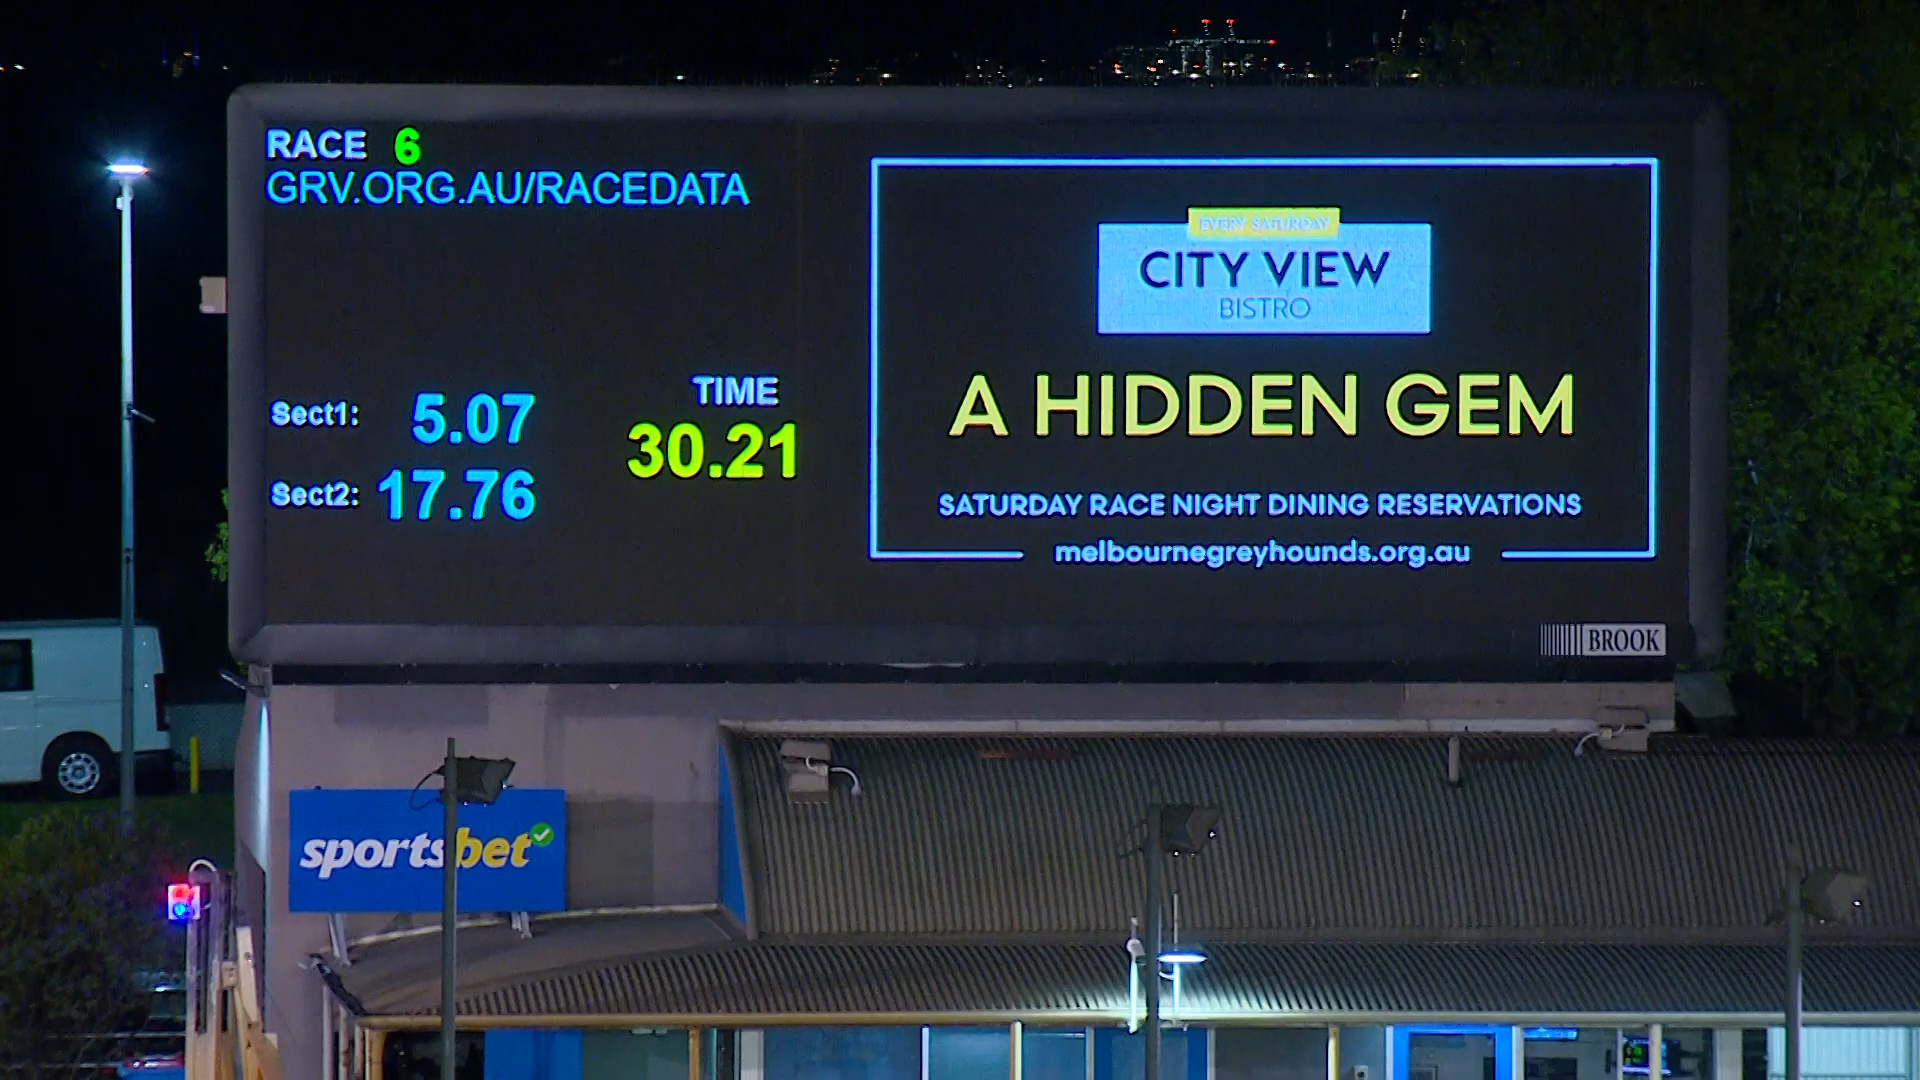 RACE 6
GRV.ORG.AU/RACEDATA
Sect1: 5.07
Sect2: 17.76
TIME
30.21
EVERY SATURDAY
CITY VIEW
BISTRO
A HIDDEN GEM
SATURDAY RACE NIGHT DINING RESERVATIONS
melbournegreyhounds.org.au
BROOK
sportsbet